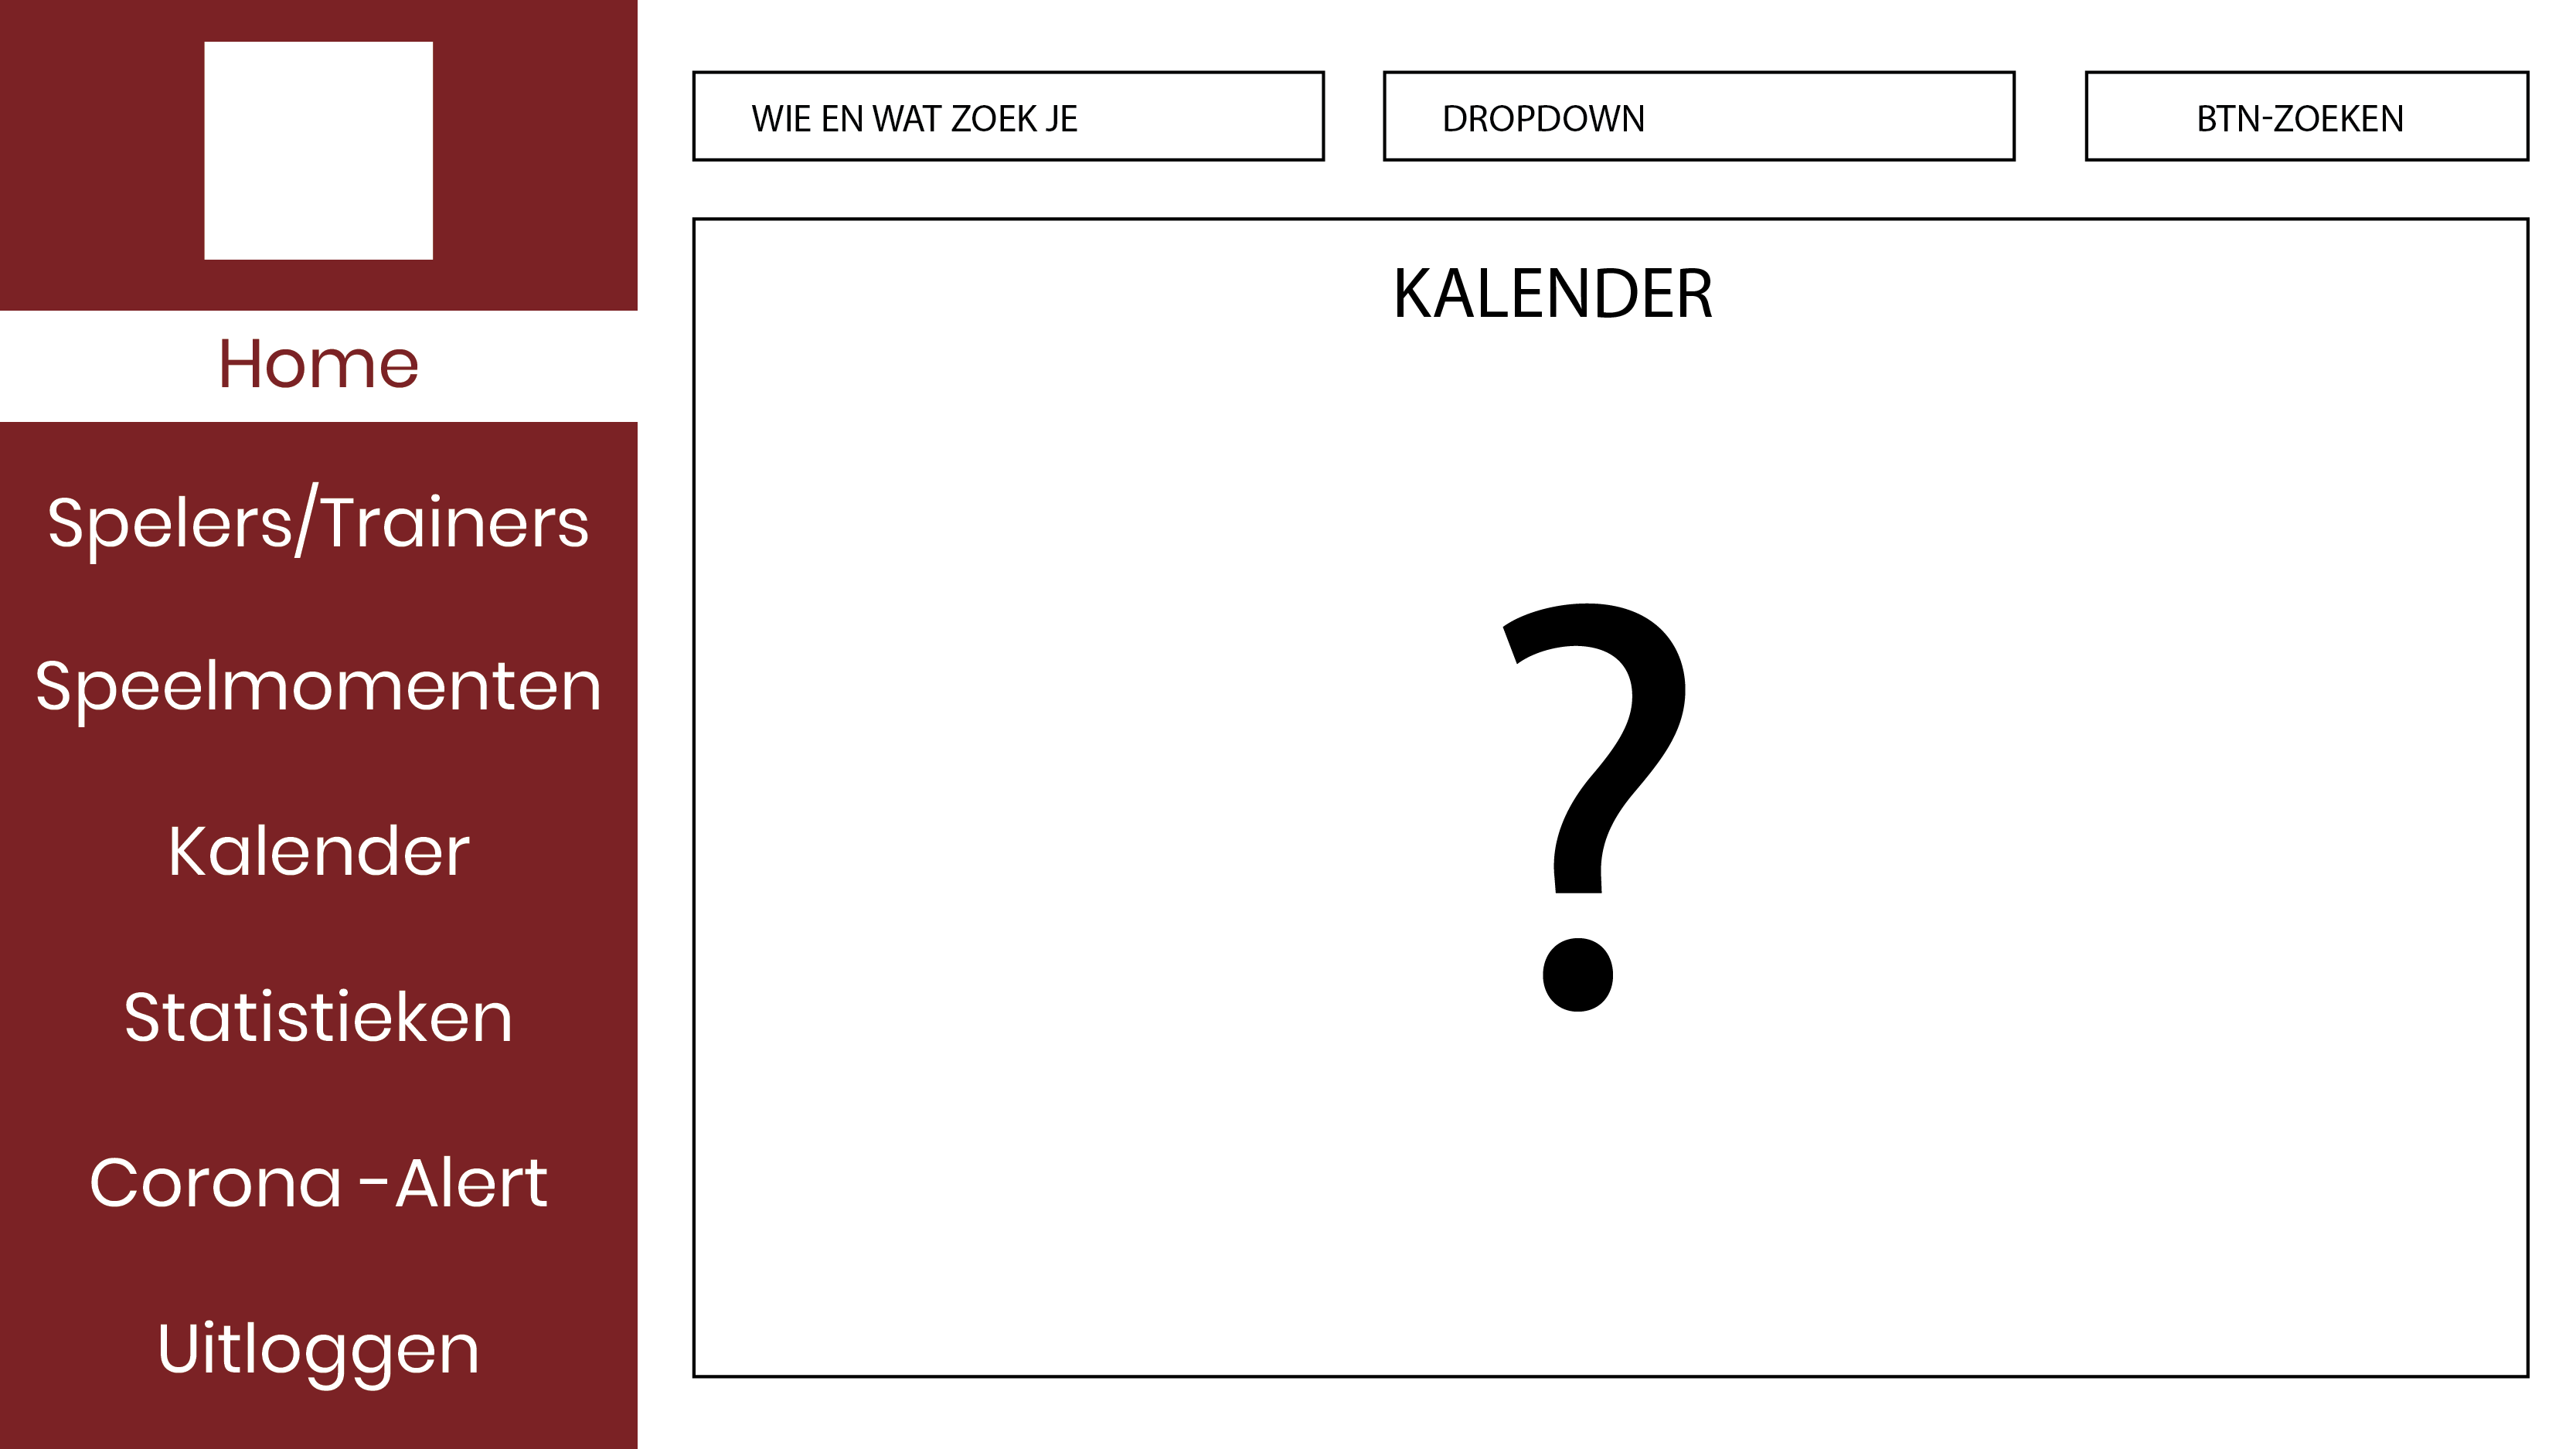 Home
Spelers/Trainers
Speelmomenten
Kalender
Statistieken
Corona -Alert
Uitloggen
WIE EN WAT ZOEK JE
DROPDOWN
BTN-ZOEKEN
KALENDER
?